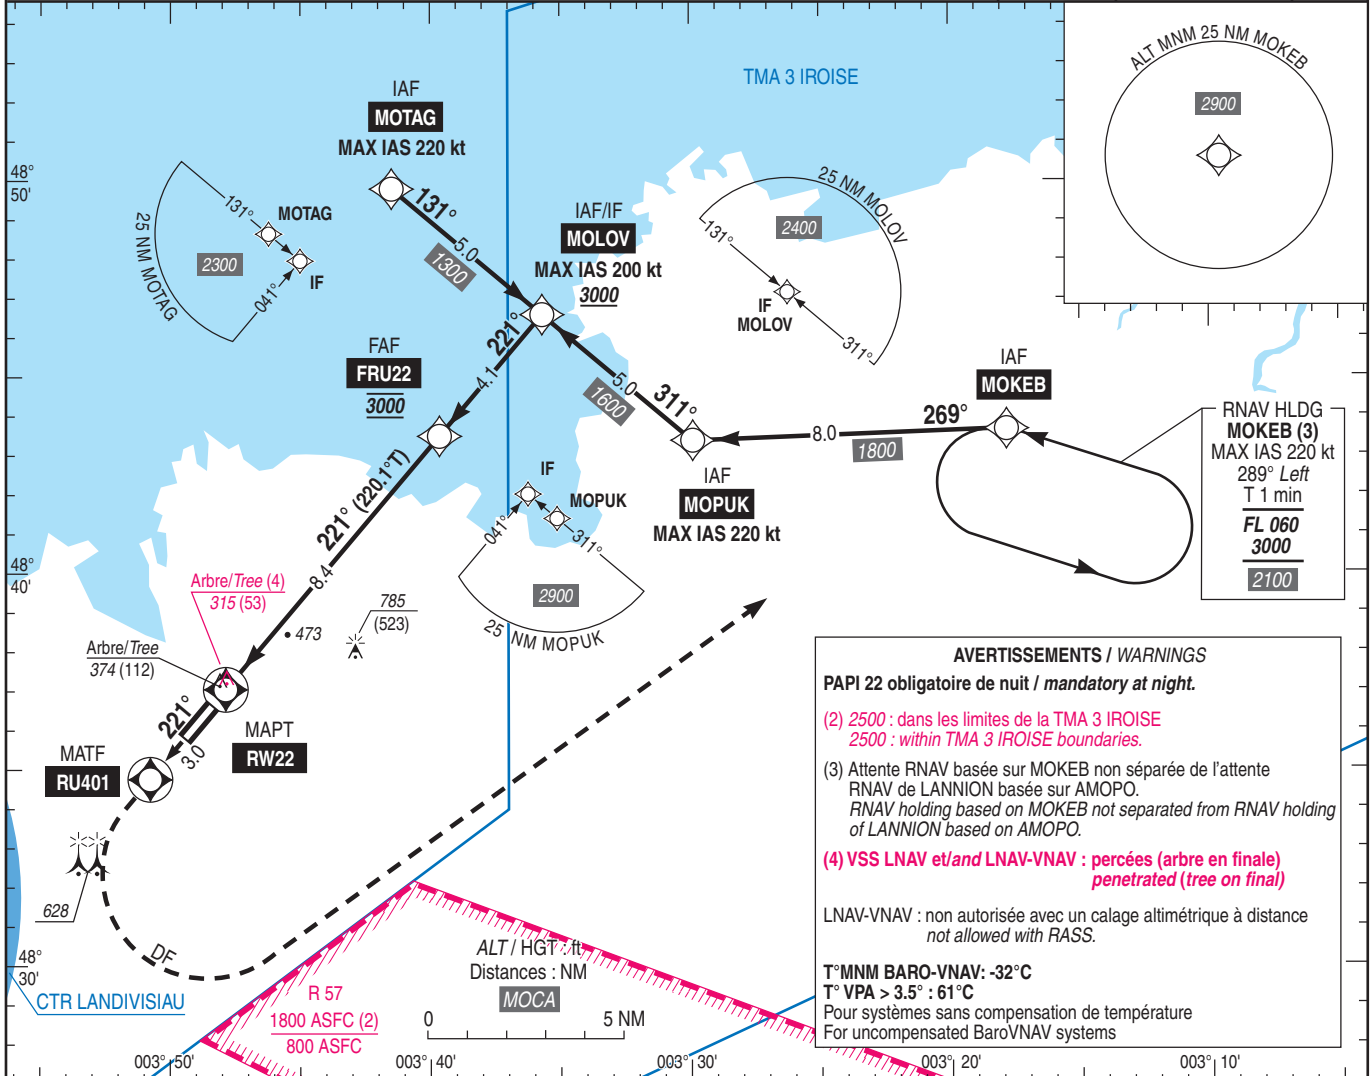 IAF
MOTAG
MAX IAS 220 kt
TMA 3 IROISE
ALT MNM 25 NM MOKEB
2900
48°
50'
131°
5.0
1300
IAF/IF
MOLOV
MAX IAS 200 kt
3000
25 NM MOTAG
131°
MOTAG
2300
IF
041°
25 NM MOLOV
131°
2400
IF
MOLOV
311°
FAF
FRU22
3000
221°
4.1
5.0
1600
311°
IAF
MOPUK
MAX IAS 220 kt
8.0
1800
269°
IAF
MOKEB
RNAV HLDG
MOKEB (3)
MAX IAS 220 kt
289° Left
T 1 min
FL 060
3000
2100
221° (220.1°T)
8.4
IF
MOPUK
041°
311°
2900
25 NM MOPUK
48°
40'
Arbre/Tree (4)
315 (53)
785
(523)
473
Arbre/Tree
374 (112)
221°
3.0
MAPT
RW22
MATF
RU401
628
DF
48°
30'
CTR LANDIVISIAU
R 57
1800 ASFC (2)
800 ASFC
ALT / HGT : ft
Distances : NM
MOCA
0 5 NM
AVERTISSEMENTS / WARNINGS
PAPI 22 obligatoire de nuit / mandatory at night.
(2) 2500 : dans les limites de la TMA 3 IROISE
2500 : within TMA 3 IROISE boundaries.
(3) Attente RNAV basée sur MOKEB non séparée de l'attente
RNAV de LANNION basée sur AMOPO.
RNAV holding based on MOKEB not separated from RNAV holding
of LANNION based on AMOPO.
(4) VSS LNAV et/and LNAV-VNAV : percées (arbre en finale)
penetrated (tree on final)
LNAV-VNAV : non autorisée avec un calage altimétrique à distance
not allowed with RASS.
T°MNM BARO-VNAV: -32°C
T° VPA > 3.5° : 61°C
Pour systèmes sans compensation de température
For uncompensated BaroVNAV systems
003° 50' 003° 40' 003° 30' 003° 20' 003° 10'